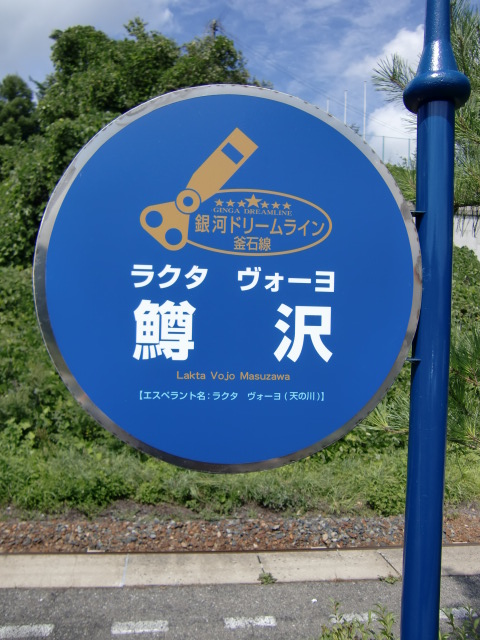 ★★★★★★★
GINGA DREAMLINE
銀河ドリームライン
釜石線
ラクタ ヴォーヨ
鱒沢
Lakta Vojo Masuzawa
【エスペラント名:ラクタ ヴォーヨ(天の川)】